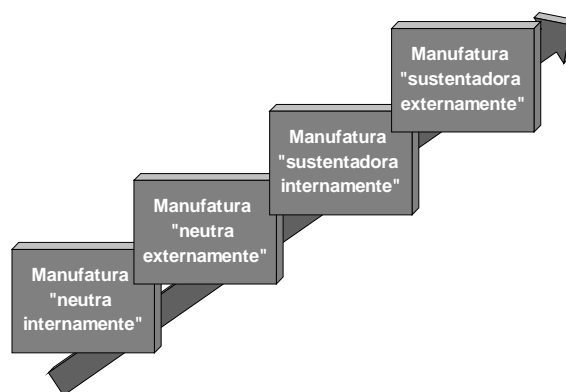 Manufatura
"sustentadora
externamente"
Manufatura
"sustentadora
internamente"
Manufatura
"neutra
externamente"
Manufatura
"neutra
internamente"